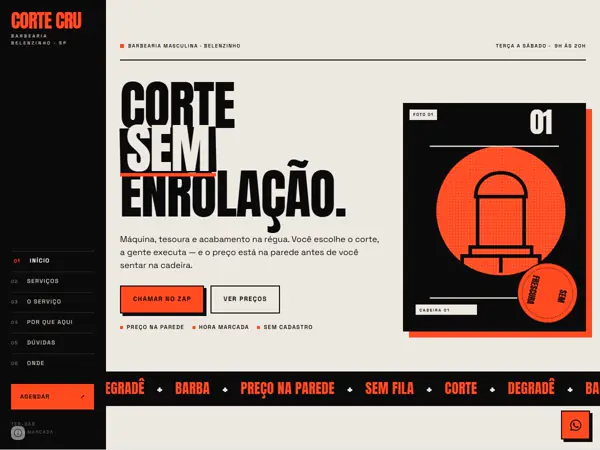 CORTE CRU
BARBEARIA
BELENZINHO · SP
01 INÍCIO
02 SERVIÇOS
03 O SERVIÇO
04 POR QUE AQUI
05 DÚVIDAS
06 ONDE
AGENDAR
MARCADA
BARBEARIA MASCULINA · BELENZINHO
TERÇA A SÁBADO · 9H ÀS 20H
CORTE
SEM
ENROLAÇÃO.
Máquina, tesoura e acabamento na régua. Você escolhe o corte,
a gente executa — e o preço está na parede antes de você
sentar na cadeira.
CHAMAR NO ZAP
VER PREÇOS
PREÇO NA PAREDE
HORA MARCADA
SEM CADASTRO
FOTO 01
01
SEM
FRESCURA
CADEIRA 01
EGRADÊ BARBA PREÇO NA PAREDE SEM FILA CORTE DEGRADÊ BA